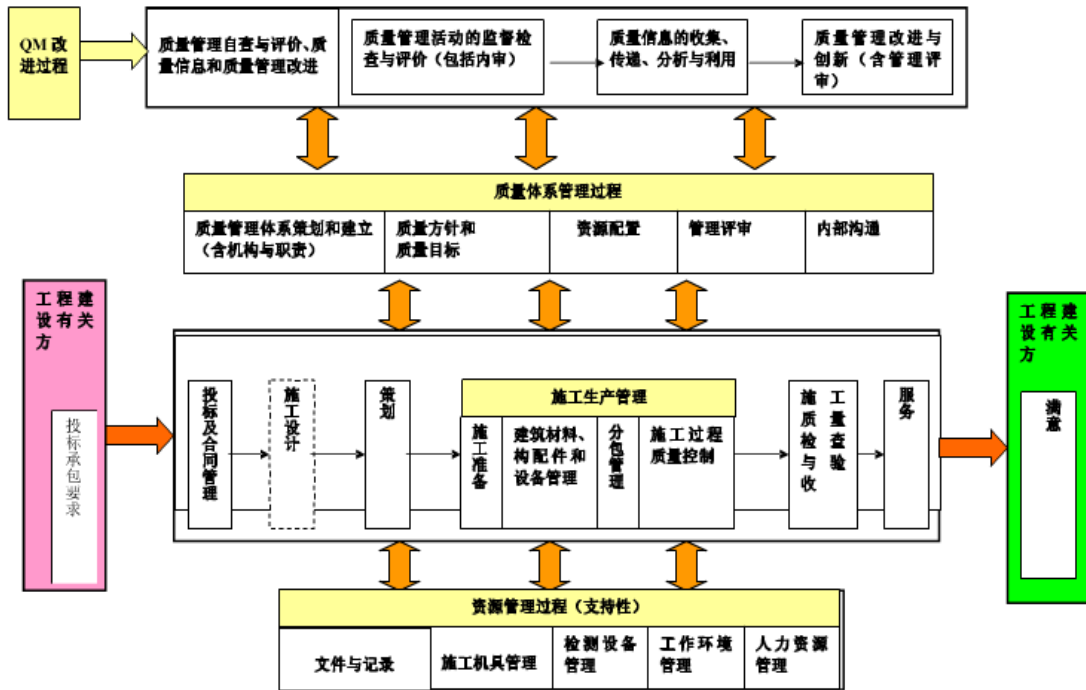 QM 改
进过程
质量管理自查与评价、质
量信息和质量管理改进
质量管理活动的监督检
查与评价（包括内审）
质量信息的收集、
传递、分析与利用
质量管理改进与
创新（含管理评
审）
质量体系管理过程
质量管理体系策划和建立
（含机构与职责）
质量方针和
质量目标
资源配置
管理评审
内部沟通
工程建
设有关
方
投标承包要求
投标及合同管理
施工设计
策划
施工生产管理
施工准备
建筑材料、
构配件和
设备管理
分包管理
施工过程
质量控制
施工
质量
检查
与验
收
服务
工程建
设有关
方
满意
资源管理过程（支持性）
文件与记录
施工机具管理
检测设备
管理
工作环境
管理
人力资源
管理